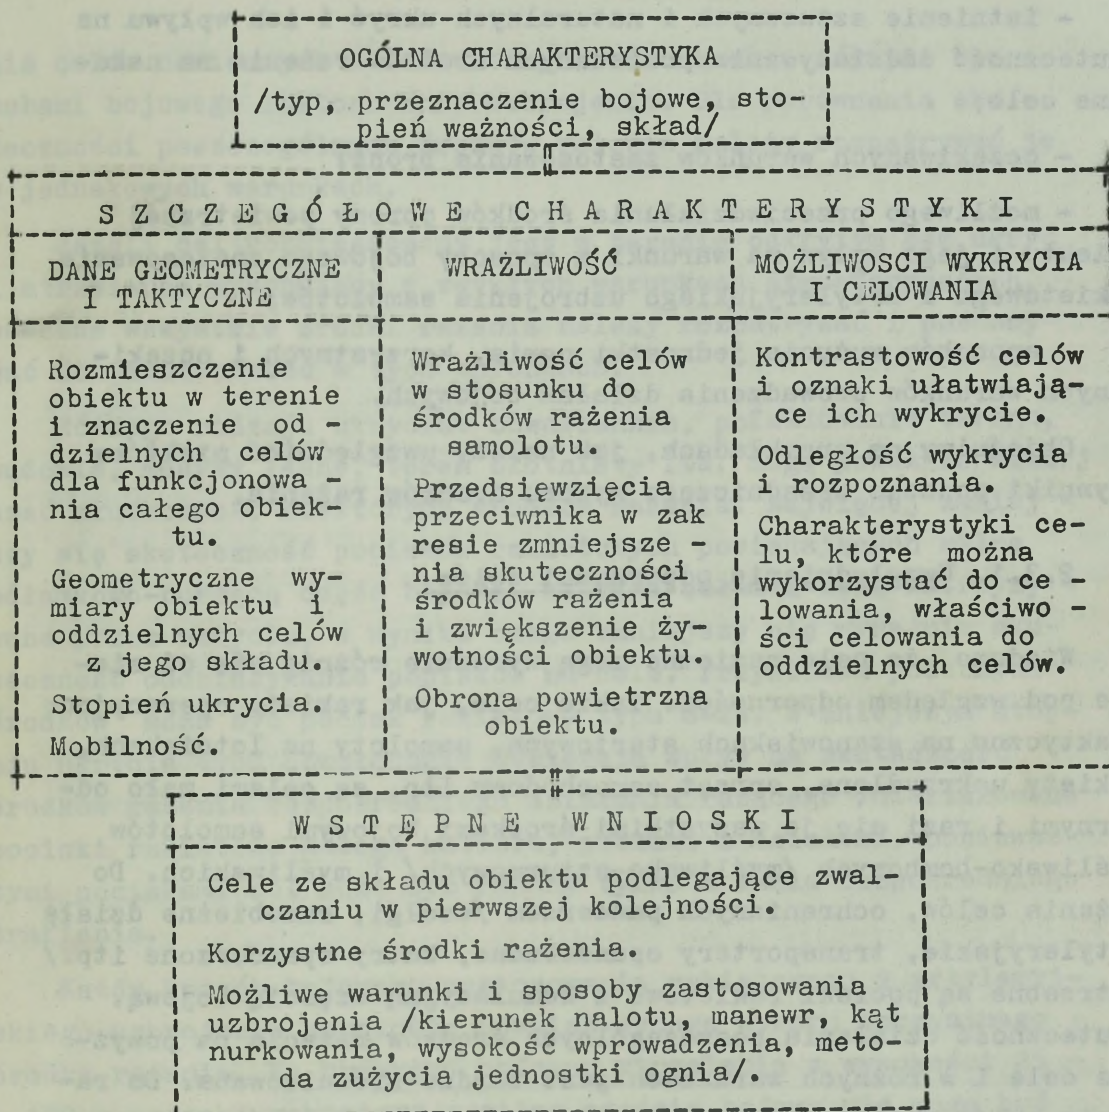 OGÓLNA CHARAKTERYSTYKA
/typ, przeznaczenie bojowe, sto-
pień ważności, skład/
S Z C Z E G Ó Ł O W E C H A R A K T E R Y S T Y K I
DANE GEOMETRYCZNE
I TAKTYCZNE
Rozmieszczenie
obiektu w terenie
i znaczenie od -
dzielnych celów
dla funkcjonowa -
nia całego obiek-
tu.
Geometryczne wy-
miary obiektu i
oddzielnych celów
z jego składu.
Stopień ukrycia.
Mobilność.
WRAŻLIWOŚĆ
Wrażliwość celów
w stosunku do
środków rażenia
samolotu.
Przedsięwzięcia
przeciwnika w zak
resie zmniejsze -
nia skuteczności
środków rażenia
i zwiększenie ży-
wotności obiektu.
Obrona powietrzna
obiektu.
MOŻLIWOSCI WYKRYCIA
I CELOWANIA
Kontrastowość celów
i oznaki ułatwiają-
ce ich wykrycie.
Odległość wykrycia
i rozpoznania.
Charakterystyki ce-
lu, które można
wykorzystać do ce-
lowania, właściwo -
ści celowania do
oddzielnych celów.
W S T Ę P N E W N I O S K I
Cele ze składu obiektu podlegające zwal-
czaniu w pierwszej kolejności.
Korzystne środki rażenia.
Możliwe warunki i sposoby zastosowania
uzbrojenia /kierunek nalotu, manewr, kąt
nurkowania, wysokość wprowadzenia, meto-
da zużycia jednostki ognia/.